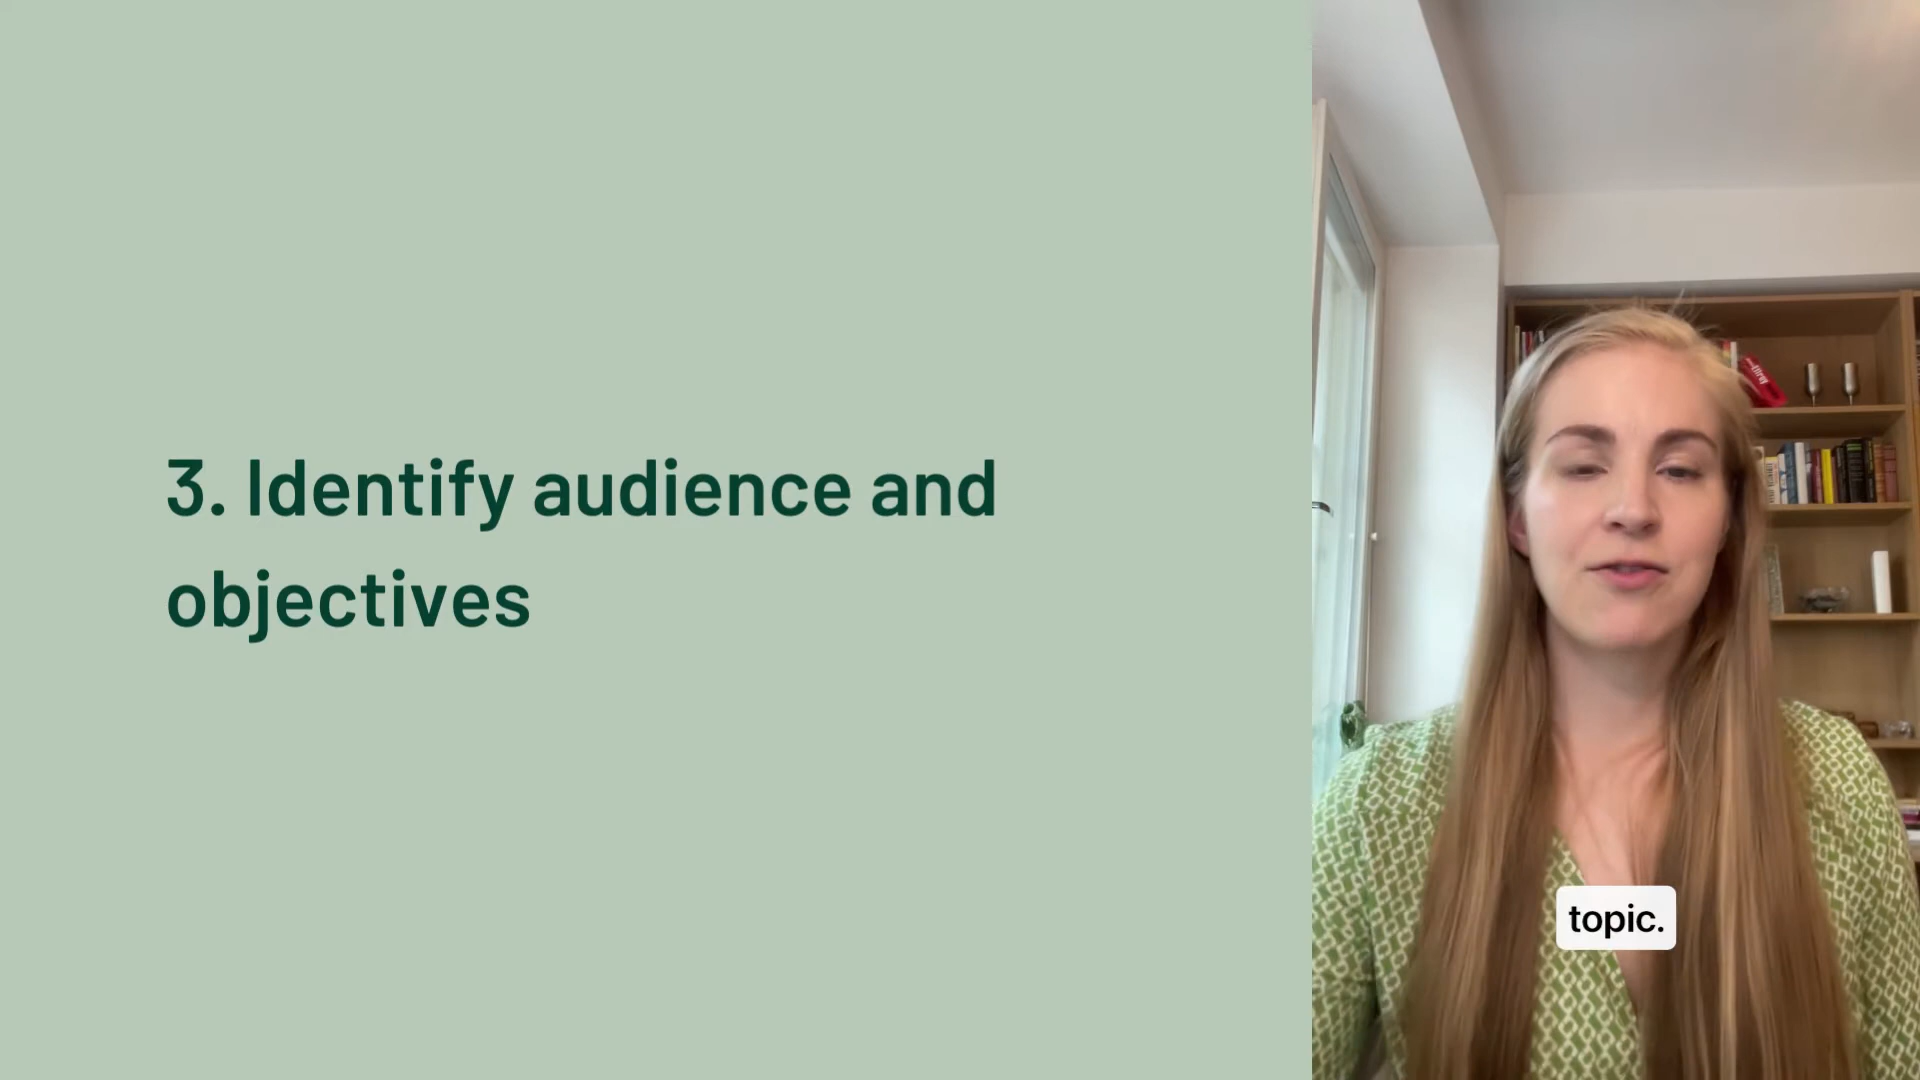 3. Identify audience and
objectives
topic.